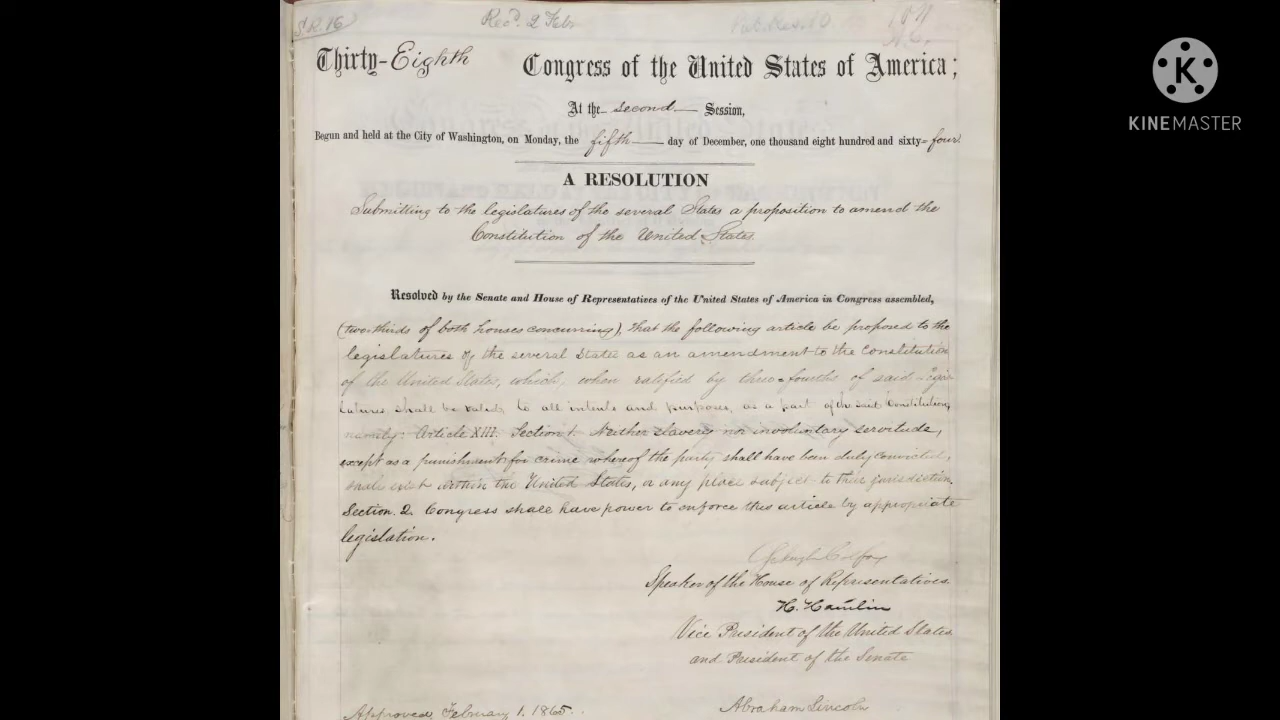 S.R. 16
Rec'd. 2 Feb
Pub. Res. 10
Thirty-Eighth Congress of the United States of America;
At the second Session,
Begun and held at the City of Washington, on Monday, the fifth day of December, one thousand eight hundred and sixty-four
A RESOLUTION
Submitting to the legislatures of the several States a proposition to amend the
Constitution of the United States.
Resolved by the Senate and House of Representatives of the United States of America in Congress assembled,
(two-thirds of both houses concurring), That the following article be proposed to the
legislatures of the several States as an amendment to the Constitution
of the United States, which, when ratified by three-fourths of said Legis-
latures, shall be valid, to all intents and purposes, as a part of the said Constitution,
namely: Article XIII. Section 1. Neither slavery nor involuntary servitude,
except as a punishment for crime whereof the party shall have been duly convicted,
shall exist within the United States, or any place subject to their jurisdiction.
Section. 2. Congress shall have power to enforce this article by appropriate
legislation.
Schuyler Colfax
Speaker of the House of Representatives.
H. Hamlin
Vice President of the United States
and President of the Senate
Approved, February 1. 1865.
Abraham Lincoln
KINEMASTER